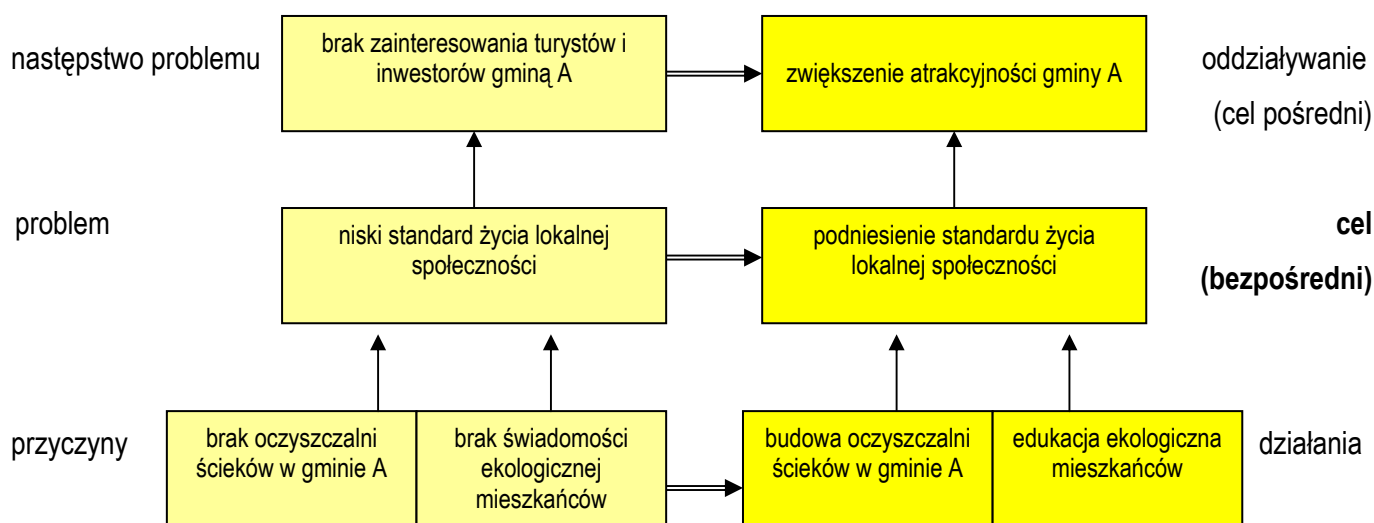 następstwo problemu
brak zainteresowania turystów i
inwestorów gminą A
zwiększenie atrakcyjności gminy A
oddziaływanie
(cel pośredni)
problem
niski standard życia lokalnej
społeczności
podniesienie standardu życia
lokalnej społeczności
cel
(bezpośredni)
przyczyny
brak oczyszczalni
ścieków w gminie A
brak świadomości
ekologicznej
mieszkańców
budowa oczyszczalni
ścieków w gminie A
edukacja ekologiczna
mieszkańców
działania